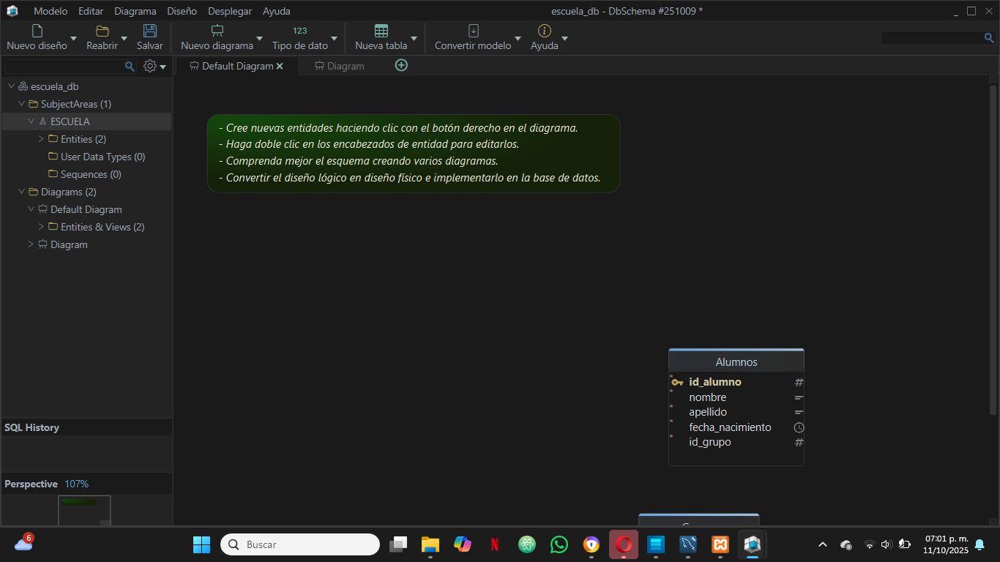 Modelo Editar Diagrama Diseño Desplegar Ayuda
escuela_db - DbSchema #251009 *
Nuevo diseño Reabrir Salvar Nuevo diagrama 123 Tipo de dato Nueva tabla Convertir modelo Ayuda
Default Diagram Diagram
escuela_db
SubjectAreas (1)
ESCUELA
Entities (2)
User Data Types (0)
Sequences (0)
Diagrams (2)
Default Diagram
Entities & Views (2)
Diagram
SQL History
Perspective 107%
- Cree nuevas entidades haciendo clic con el botón derecho en el diagrama.
- Haga doble clic en los encabezados de entidad para editarlos.
- Comprenda mejor el esquema creando varios diagramas.
- Convertir el diseño lógico en diseño físico e implementarlo en la base de datos.
Alumnos
* id_alumno #
* nombre
* apellido
* fecha_nacimiento
* id_grupo #
6
Buscar
07:01 p. m.
11/10/2025